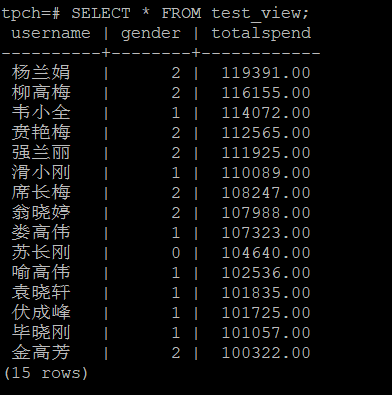 tpch=# SELECT * FROM test_view;
 username | gender | totalspend
----------+--------+------------
 杨兰娟   |      2 |  119391.00
 柳高梅   |      2 |  116155.00
 韦小全   |      1 |  114072.00
 贲艳梅   |      2 |  112565.00
 强兰丽   |      2 |  111925.00
 滑小刚   |      1 |  110089.00
 席长梅   |      2 |  108247.00
 翁晓婷   |      2 |  107988.00
 娄高伟   |      1 |  107323.00
 苏长刚   |      0 |  104640.00
 喻高伟   |      1 |  102536.00
 袁晓轩   |      1 |  101835.00
 伏成峰   |      1 |  101725.00
 毕晓刚   |      1 |  101057.00
 金高芳   |      2 |  100322.00
(15 rows)